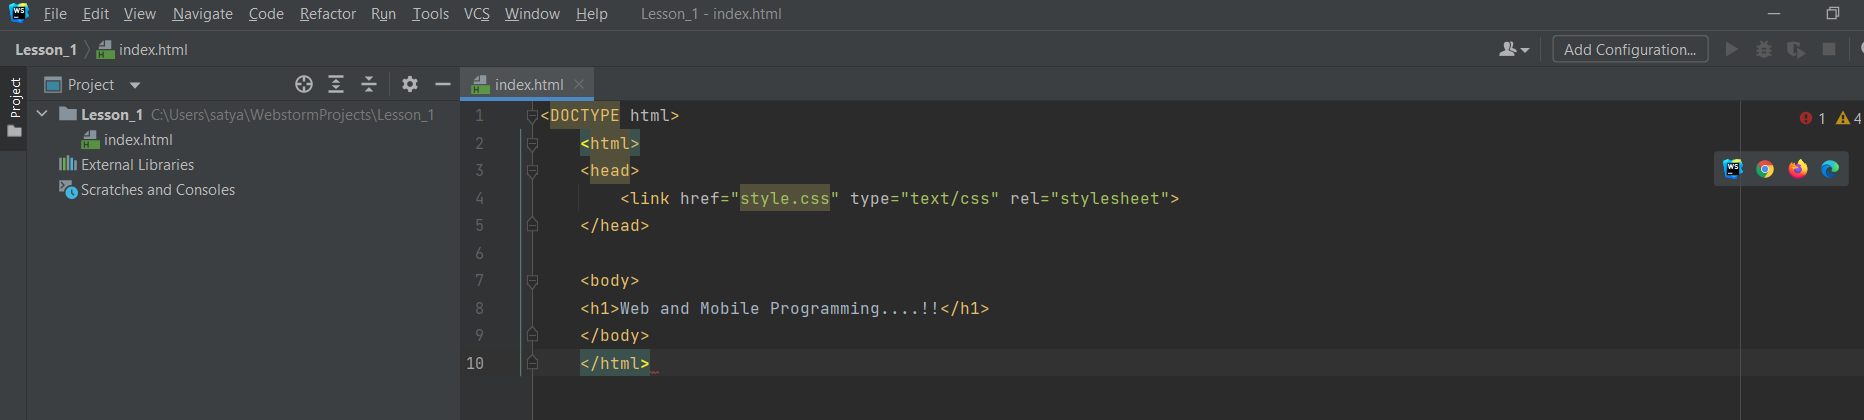 WS File Edit View Navigate Code Refactor Run Tools VCS Window Help Lesson_1 - index.html
Lesson_1 index.html Add Configuration...
Project
Project
index.html
Lesson_1 C:\Users\satya\WebstormProjects\Lesson_1
index.html
External Libraries
Scratches and Consoles
1 <DOCTYPE html>
2 <html>
3 <head>
4 <link href="style.css" type="text/css" rel="stylesheet">
5 </head>
6
7 <body>
8 <h1>Web and Mobile Programming....!!</h1>
9 </body>
10 </html>
1 4
WS